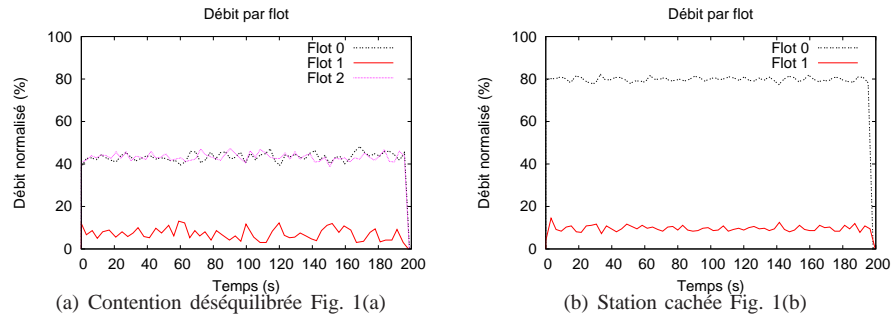 Débit par flot
100
80
60
40
20
0
Débit normalisé (%)
Flot 0
Flot 1
Flot 2
0 20 40 60 80 100 120 140 160 180 200
Temps (s)
(a) Contention déséquilibrée Fig. 1(a)
Débit par flot
100
80
60
40
20
0
Débit normalisé (%)
Flot 0
Flot 1
0 20 40 60 80 100 120 140 160 180 200
Temps (s)
(b) Station cachée Fig. 1(b)